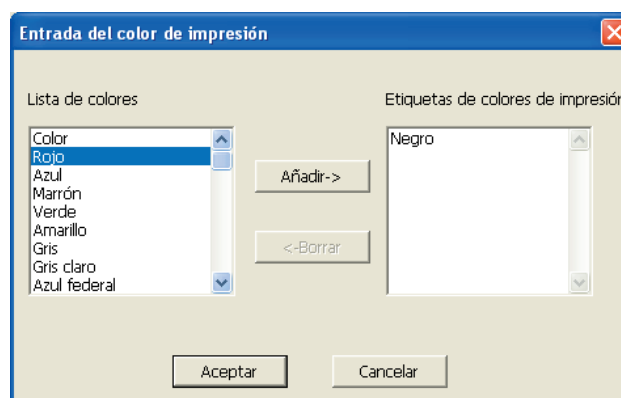 Entrada del color de impresión
Lista de colores
Etiquetas de colores de impresión
Color
Rojo
Azul
Marrón
Verde
Amarillo
Gris
Gris claro
Azul federal
Añadir->
<-Borrar
Negro
Aceptar
Cancelar